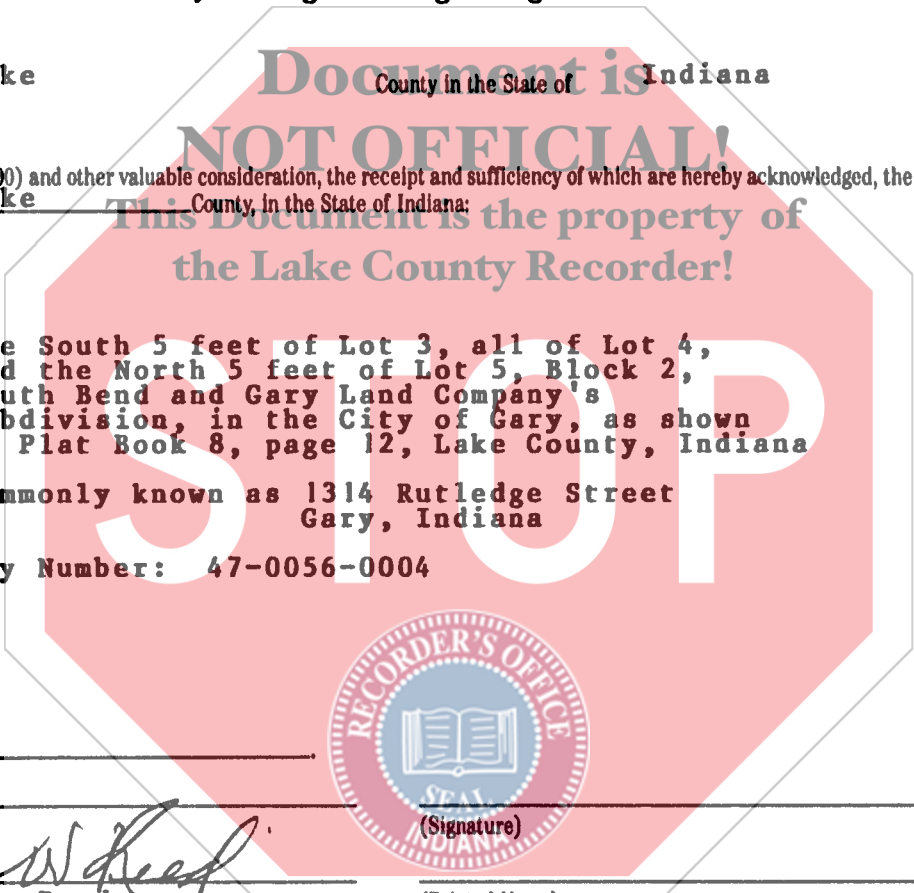 ke County in the State of Indiana
Document is
NOT OFFICIAL!
00) and other valuable consideration, the receipt and sufficiency of which are hereby acknowledged, the
ke County, in the State of Indiana:
This Document is the property of
the Lake County Recorder!
e South 5 feet of Lot 3, all of Lot 4,
d the North 5 feet of Lot 5, Block 2,
uth Bend and Gary Land Company's
bdivision, in the City of Gary, as shown
Plat Book 8, page 12, Lake County, Indiana
mmonly known as 1314 Rutledge Street
Gary, Indiana
y Number: 47-0056-0004
STOP
RECORDER'S OFFICE
SEAL
INDIANA
(Signature)